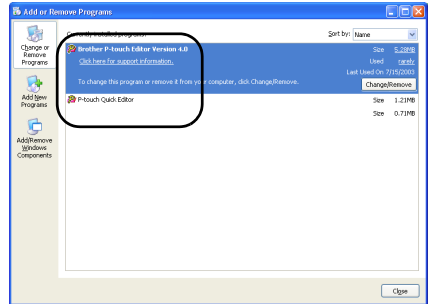 Add or Remove Programs
Currently installed programs:
Sort by: Name
Change or
Remove
Programs
Brother P-touch Editor Version 4.0
Size 5.28MB
Click here for support information.
Used rarely
Last Used On 7/15/2003
To change this program or remove it from your computer, click Change/Remove.
Change/Remove
Add New
Programs
P-touch Quick Editor
Size 1.21MB
Size 0.71MB
Add/Remove
Windows
Components
Close